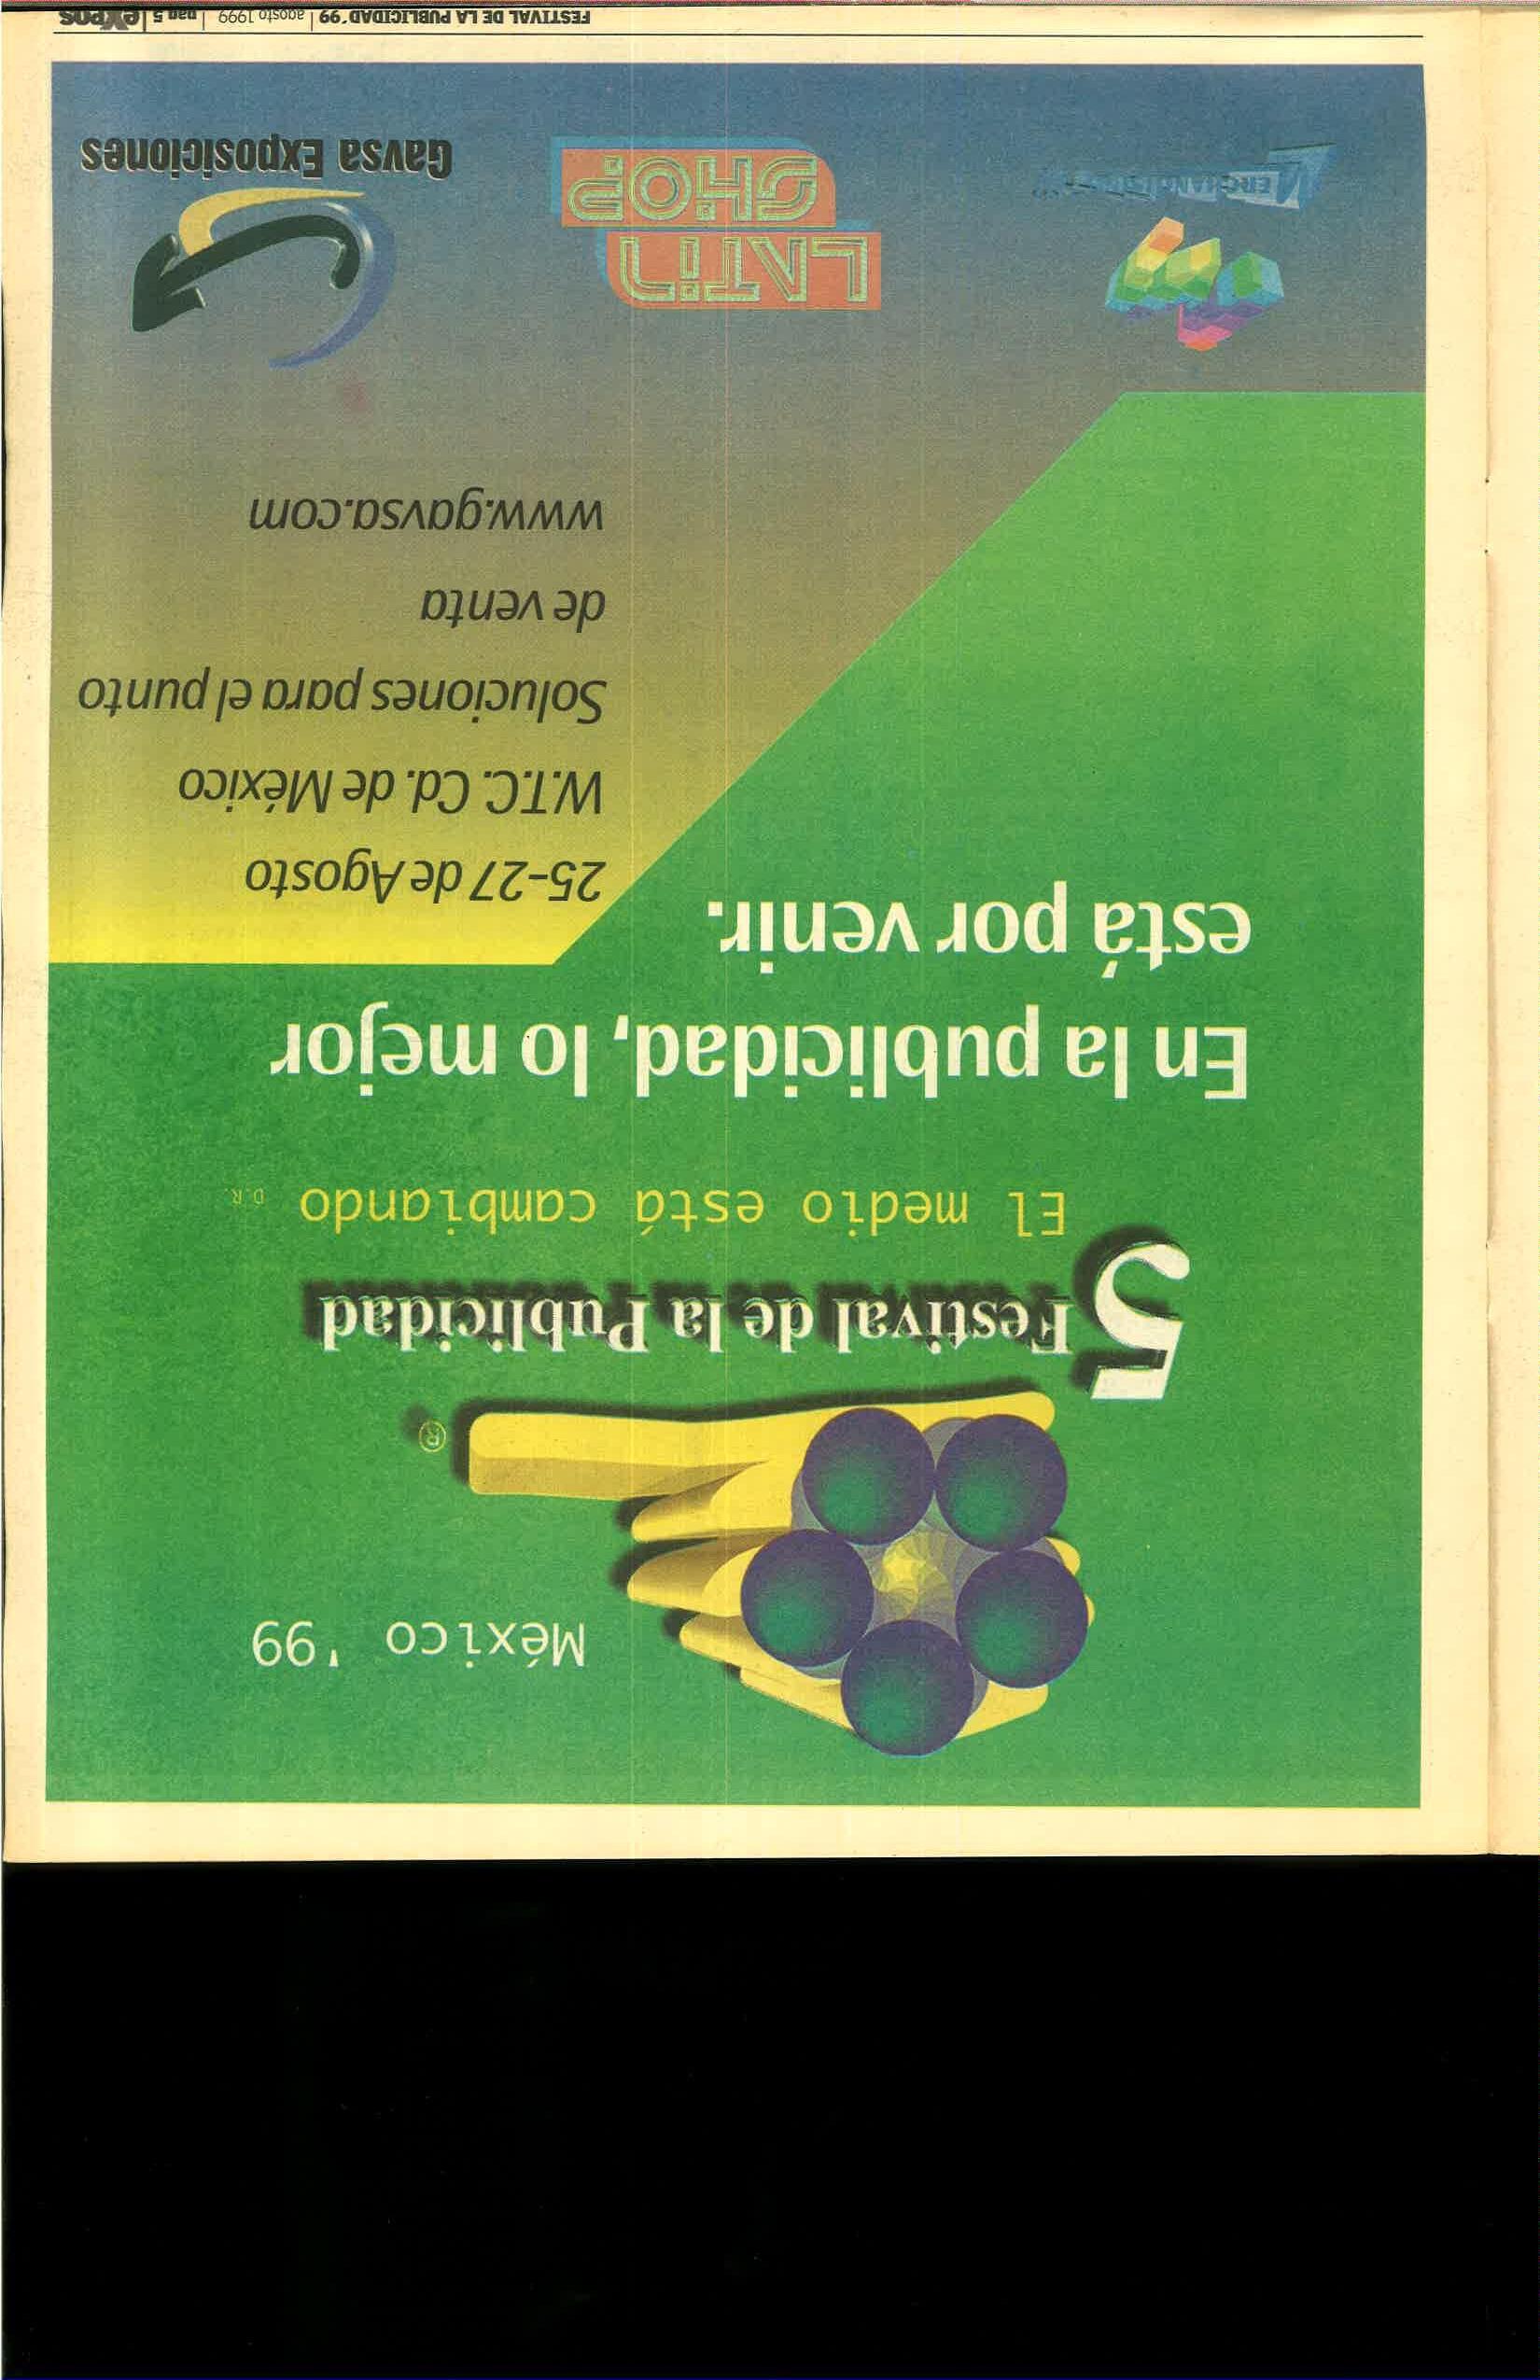 México '99
®
5 Festival de la Publicidad
El medio está cambiando D.R.
En la publicidad, lo mejor
está por venir.
25-27 de Agosto
W.T.C. Cd. de México
Soluciones para el punto
de venta
www.gavsa.com
LATIN
SHOP
Gavsa Exposiciones
FESTIVAL DE LA PUBLICIDAD '99 | agosto 1999 | pag 5 | expos